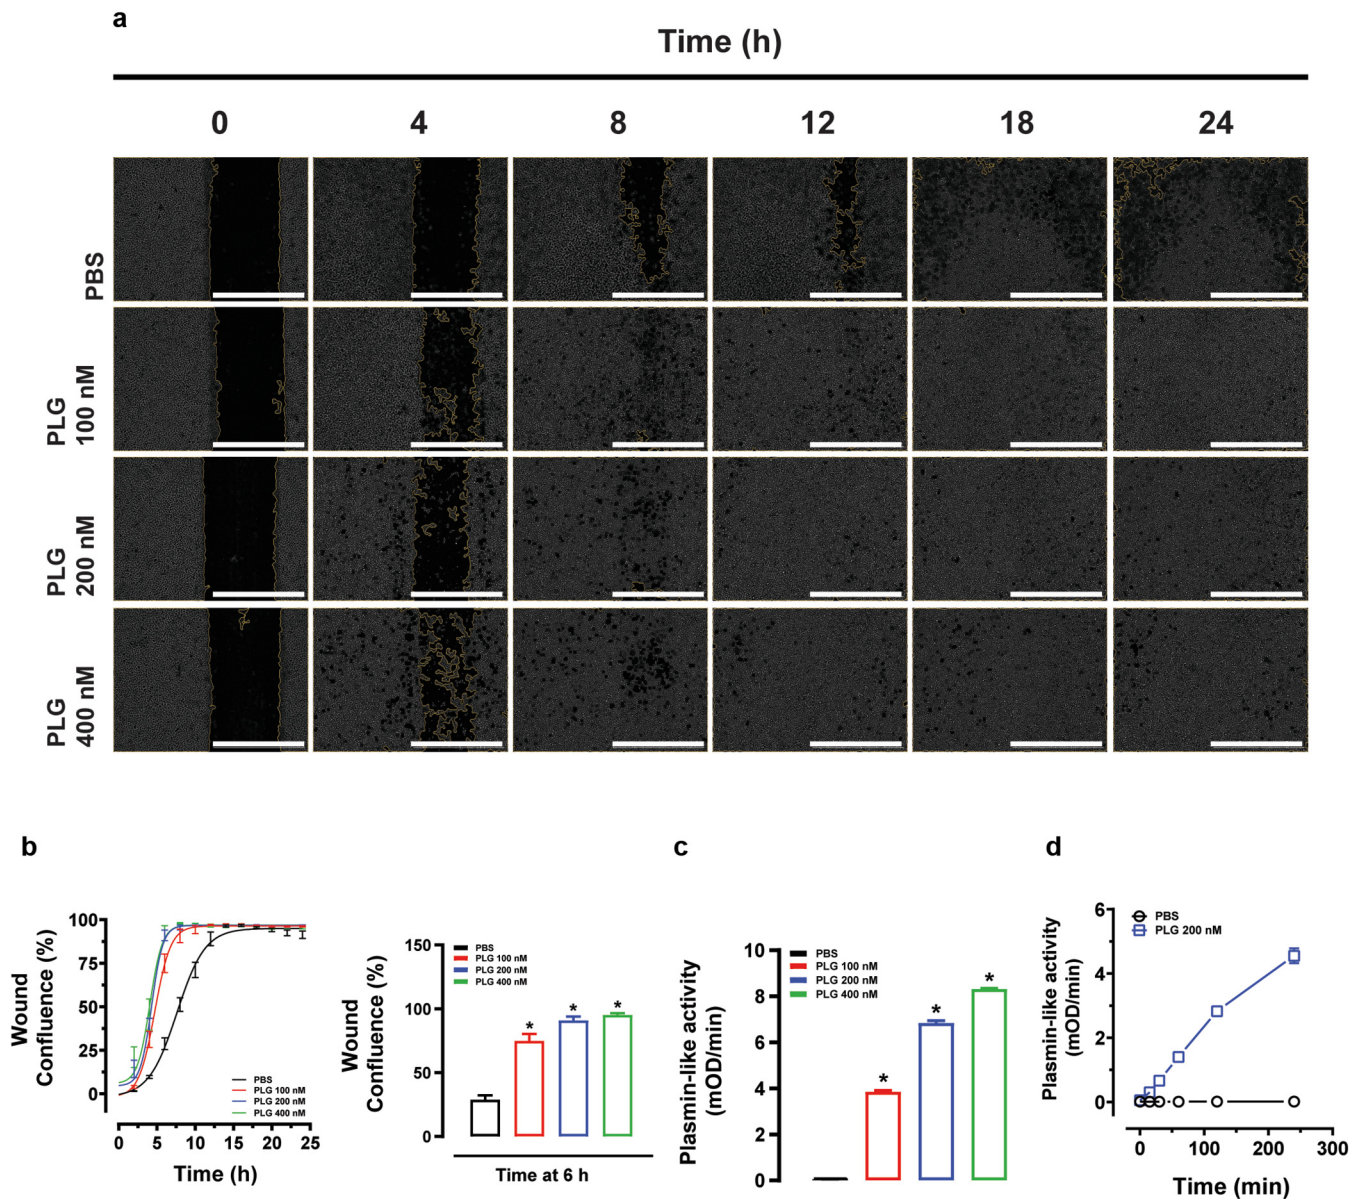 a
Time (h)
0 4 8 12 18 24
PBS
PLG
100 nM
PLG
200 nM
PLG
400 nM
b
Wound
Confluence (%)
100
75
50
25
0
PBS
PLG 100 nM
PLG 200 nM
PLG 400 nM
0 5 10 15 20 25
Time (h)
Wound
Confluence (%)
150
100
50
0
PBS
PLG 100 nM
PLG 200 nM
PLG 400 nM
* * *
Time at 6 h
c
Plasmin-like activity
(mOD/min)
10
8
6
4
2
0
PBS
PLG 100 nM
PLG 200 nM
PLG 400 nM
* * *
d
Plasmin-like activity
(mOD/min)
6
4
2
0
PBS
PLG 200 nM
0 100 200 300
Time (min)